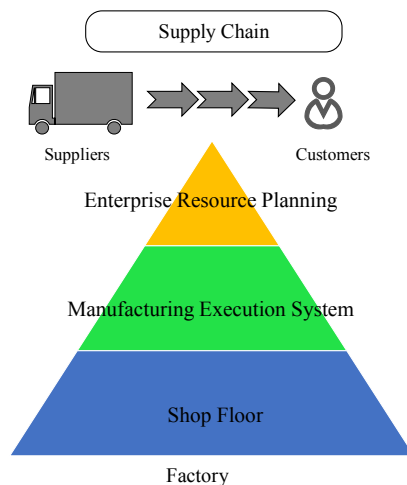 Supply Chain
Suppliers
Customers
Enterprise Resource Planning
Manufacturing Execution System
Shop Floor
Factory